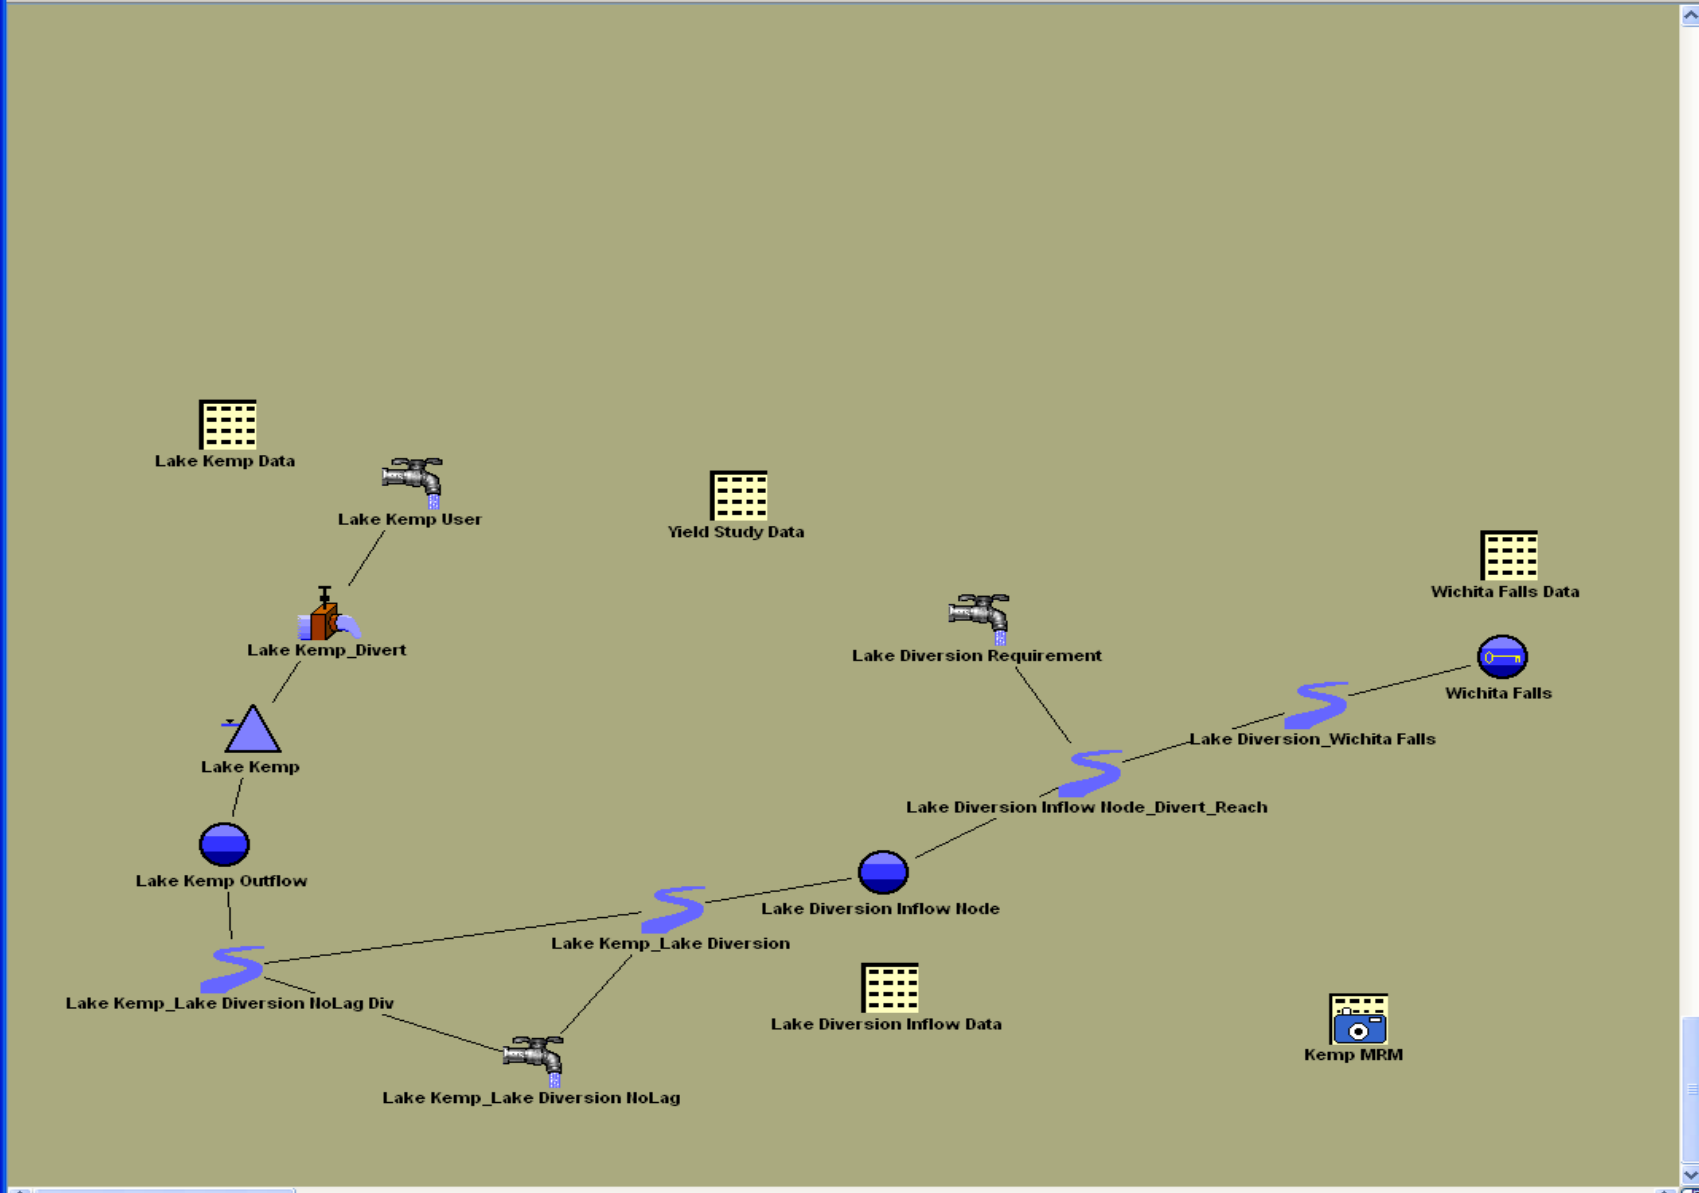 Lake Kemp Data
Lake Kemp User
Yield Study Data
Wichita Falls Data
Lake Kemp_Divert
Lake Diversion Requirement
Wichita Falls
Lake Diversion_Wichita Falls
Lake Kemp
Lake Diversion Inflow Node_Divert_Reach
Lake Kemp Outflow
Lake Diversion Inflow Node
Lake Kemp_Lake Diversion
Lake Kemp_Lake Diversion NoLag Div
Lake Diversion Inflow Data
Kemp MRM
Lake Kemp_Lake Diversion NoLag